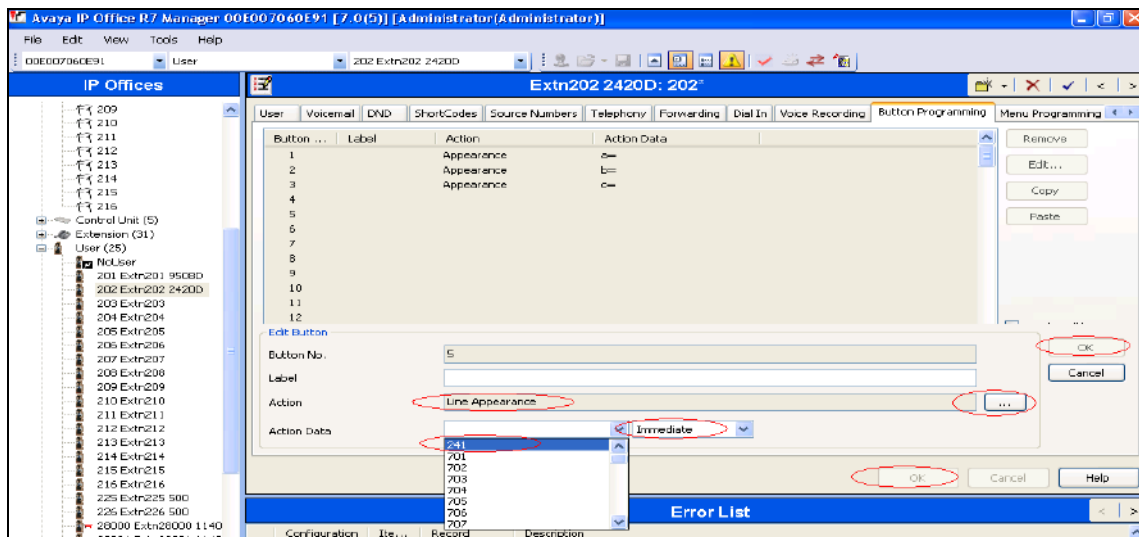 Avaya IP Office R7 Manager 00E007060E91 [7.0(5)] [Administrator(Administrator)]
File Edit View Tools Help
00E007060E91 User 202 Extn202 2420D
IP Offices
209
210
211
212
213
214
215
216
Control Unit (5)
Extension (31)
User (25)
NoUser
201 Extn201 9508D
202 Extn202 2420D
203 Extn203
204 Extn204
205 Extn205
206 Extn206
207 Extn207
208 Extn208
209 Extn209
210 Extn210
211 Extn211
212 Extn212
213 Extn213
214 Extn214
215 Extn215
216 Extn216
225 Extn225 500
226 Extn226 500
28000 Extn28000 1140
Extn202 2420D: 202*
User Voicemail DND ShortCodes Source Numbers Telephony Forwarding Dial In Voice Recording Button Programming Menu Programming
Button ... Label Action Action Data
1 Appearance a=
2 Appearance b=
3 Appearance c=
4
5
6
7
8
9
10
11
12
Remove
Edit...
Copy
Paste
Edit Button
Button No. 5
Label
Action Line Appearance ...
Action Data Immediate
241
701
702
703
704
705
706
707
OK
Cancel
OK Cancel Help
Error List
Configuration Ite... Record Description